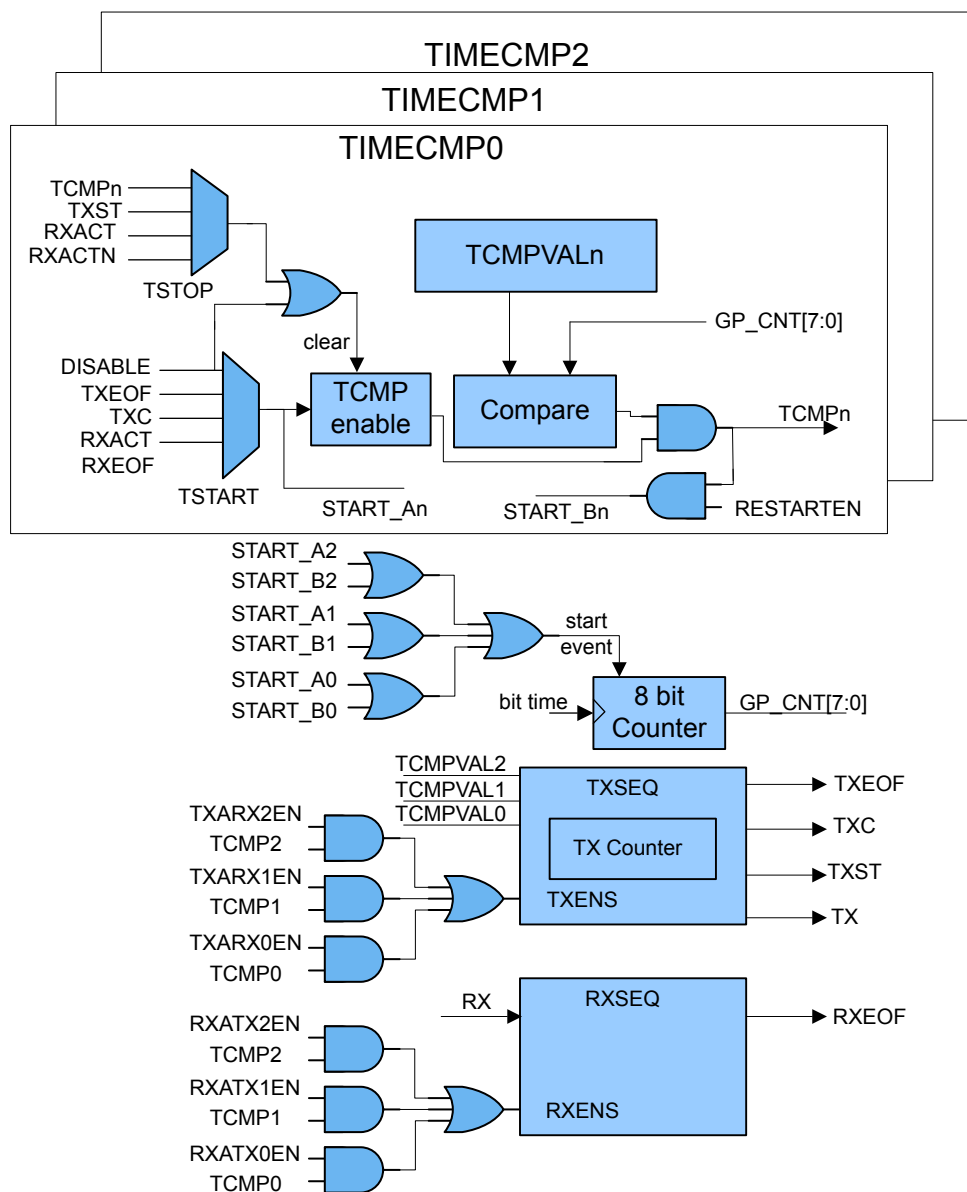 TIMECMP2
TIMECMP1
TIMECMP0
TCMPn
TXST
RXACT
RXACTN
TSTOP
TCMPVALn
GP_CNT[7:0]
clear
DISABLE
TXEOF
TXC
RXACT
RXEOF
TSTART
TCMP
enable
Compare
TCMPn
START_An
START_Bn
RESTARTEN
START_A2
START_B2
START_A1
START_B1
START_A0
START_B0
start
event
bit time
8 bit
Counter
GP_CNT[7:0]
TCMPVAL2
TCMPVAL1
TCMPVAL0
TXSEQ
TX Counter
TXENS
TXEOF
TXC
TXST
TX
TXARX2EN
TCMP2
TXARX1EN
TCMP1
TXARX0EN
TCMP0
RX
RXSEQ
RXENS
RXEOF
RXATX2EN
TCMP2
RXATX1EN
TCMP1
RXATX0EN
TCMP0